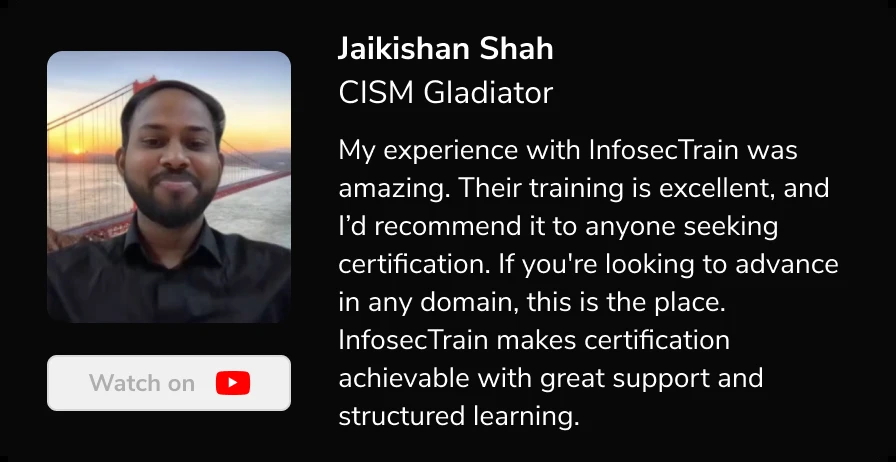 Jaikishan Shah
CISM Gladiator
My experience with InfosecTrain was
amazing. Their training is excellent, and
I’d recommend it to anyone seeking
certification. If you're looking to advance
in any domain, this is the place.
InfosecTrain makes certification
achievable with great support and
structured learning.
Watch on